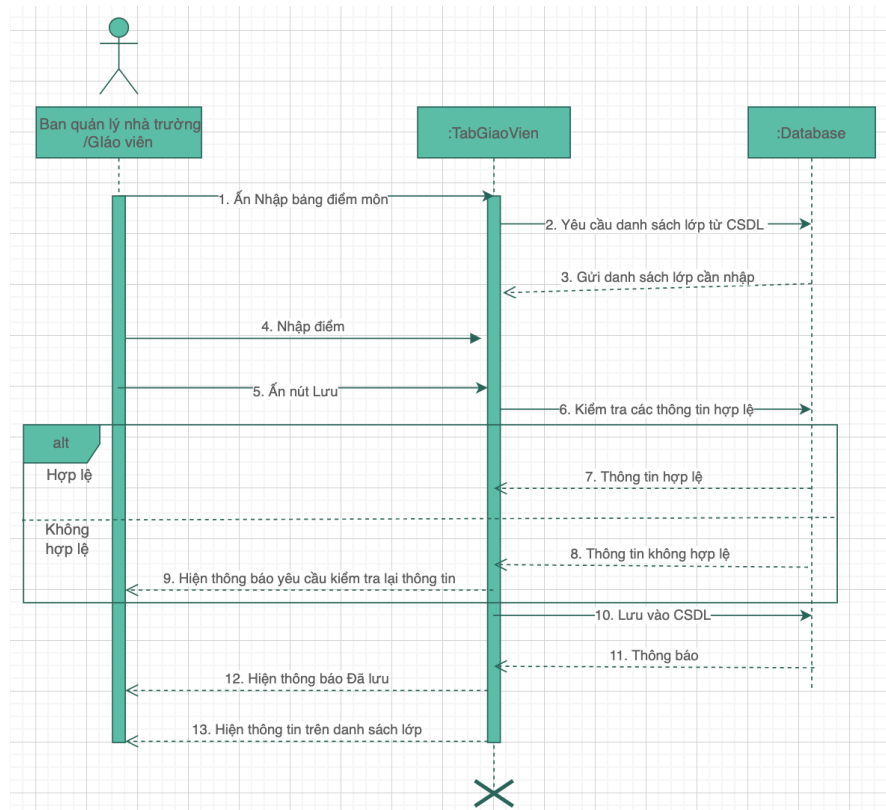 Ban quản lý nhà trường
/GIáo viên
:TabGiaoVien
:Database
1. Ấn Nhập bảng điểm môn
2. Yêu cầu danh sách lớp từ CSDL
3. Gửi danh sách lớp cần nhập
4. Nhập điểm
5. Ấn nút Lưu
6. Kiểm tra các thông tin hợp lệ
alt
Hợp lệ
7. Thông tin hợp lệ
Không
hợp lệ
8. Thông tin không hợp lệ
9. Hiện thông báo yêu cầu kiểm tra lại thông tin
10. Lưu vào CSDL
11. Thông báo
12. Hiện thông báo Đã lưu
13. Hiện thông tin trên danh sách lớp